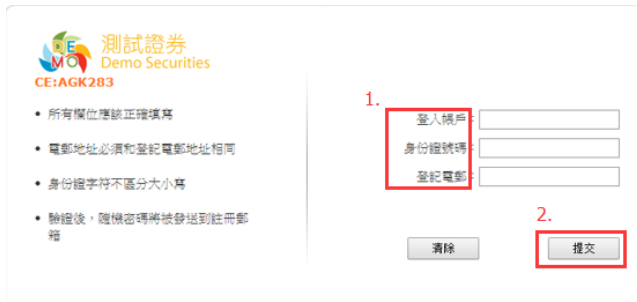 DEMO
測試證券
Demo Securities
CE:AGK283
• 所有欄位應該正確填寫
• 電郵地址必須和登記電郵地址相同
• 身份證字符不區分大小寫
• 驗證後，隨機密碼將被發送到註冊郵
箱
1.
登入帳戶：
身份證號碼：
登記電郵：
2.
清除
提交